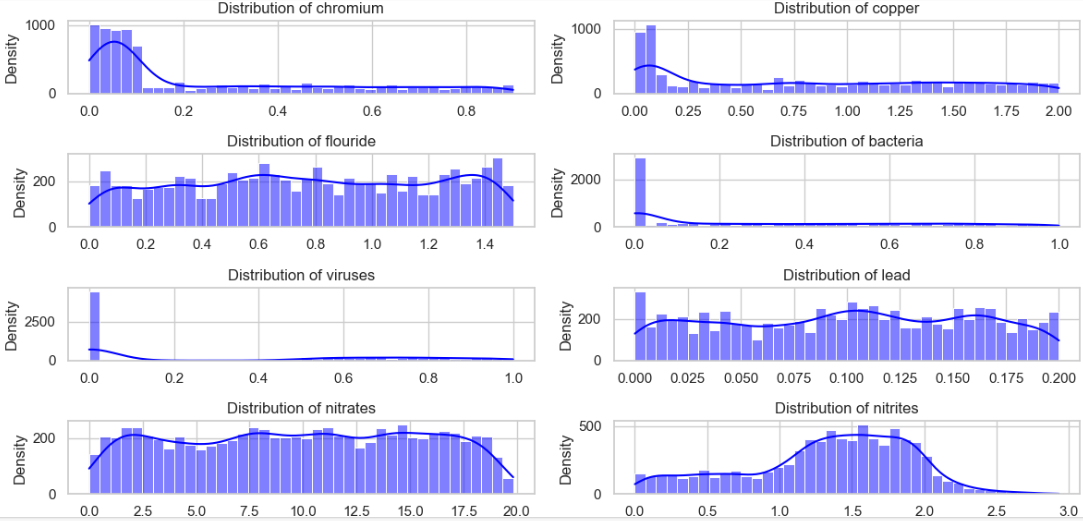 Distribution of chromium
Density
1000
0
0.0 0.2 0.4 0.6 0.8
Distribution of copper
Density
1000
0
0.00 0.25 0.50 0.75 1.00 1.25 1.50 1.75 2.00
Distribution of flouride
Density
200
0
0.0 0.2 0.4 0.6 0.8 1.0 1.2 1.4
Distribution of bacteria
Density
2000
0
0.0 0.2 0.4 0.6 0.8 1.0
Distribution of viruses
Density
2500
0
0.0 0.2 0.4 0.6 0.8 1.0
Distribution of lead
Density
200
0
0.000 0.025 0.050 0.075 0.100 0.125 0.150 0.175 0.200
Distribution of nitrates
Density
200
0
0.0 2.5 5.0 7.5 10.0 12.5 15.0 17.5 20.0
Distribution of nitrites
Density
500
0
0.0 0.5 1.0 1.5 2.0 2.5 3.0